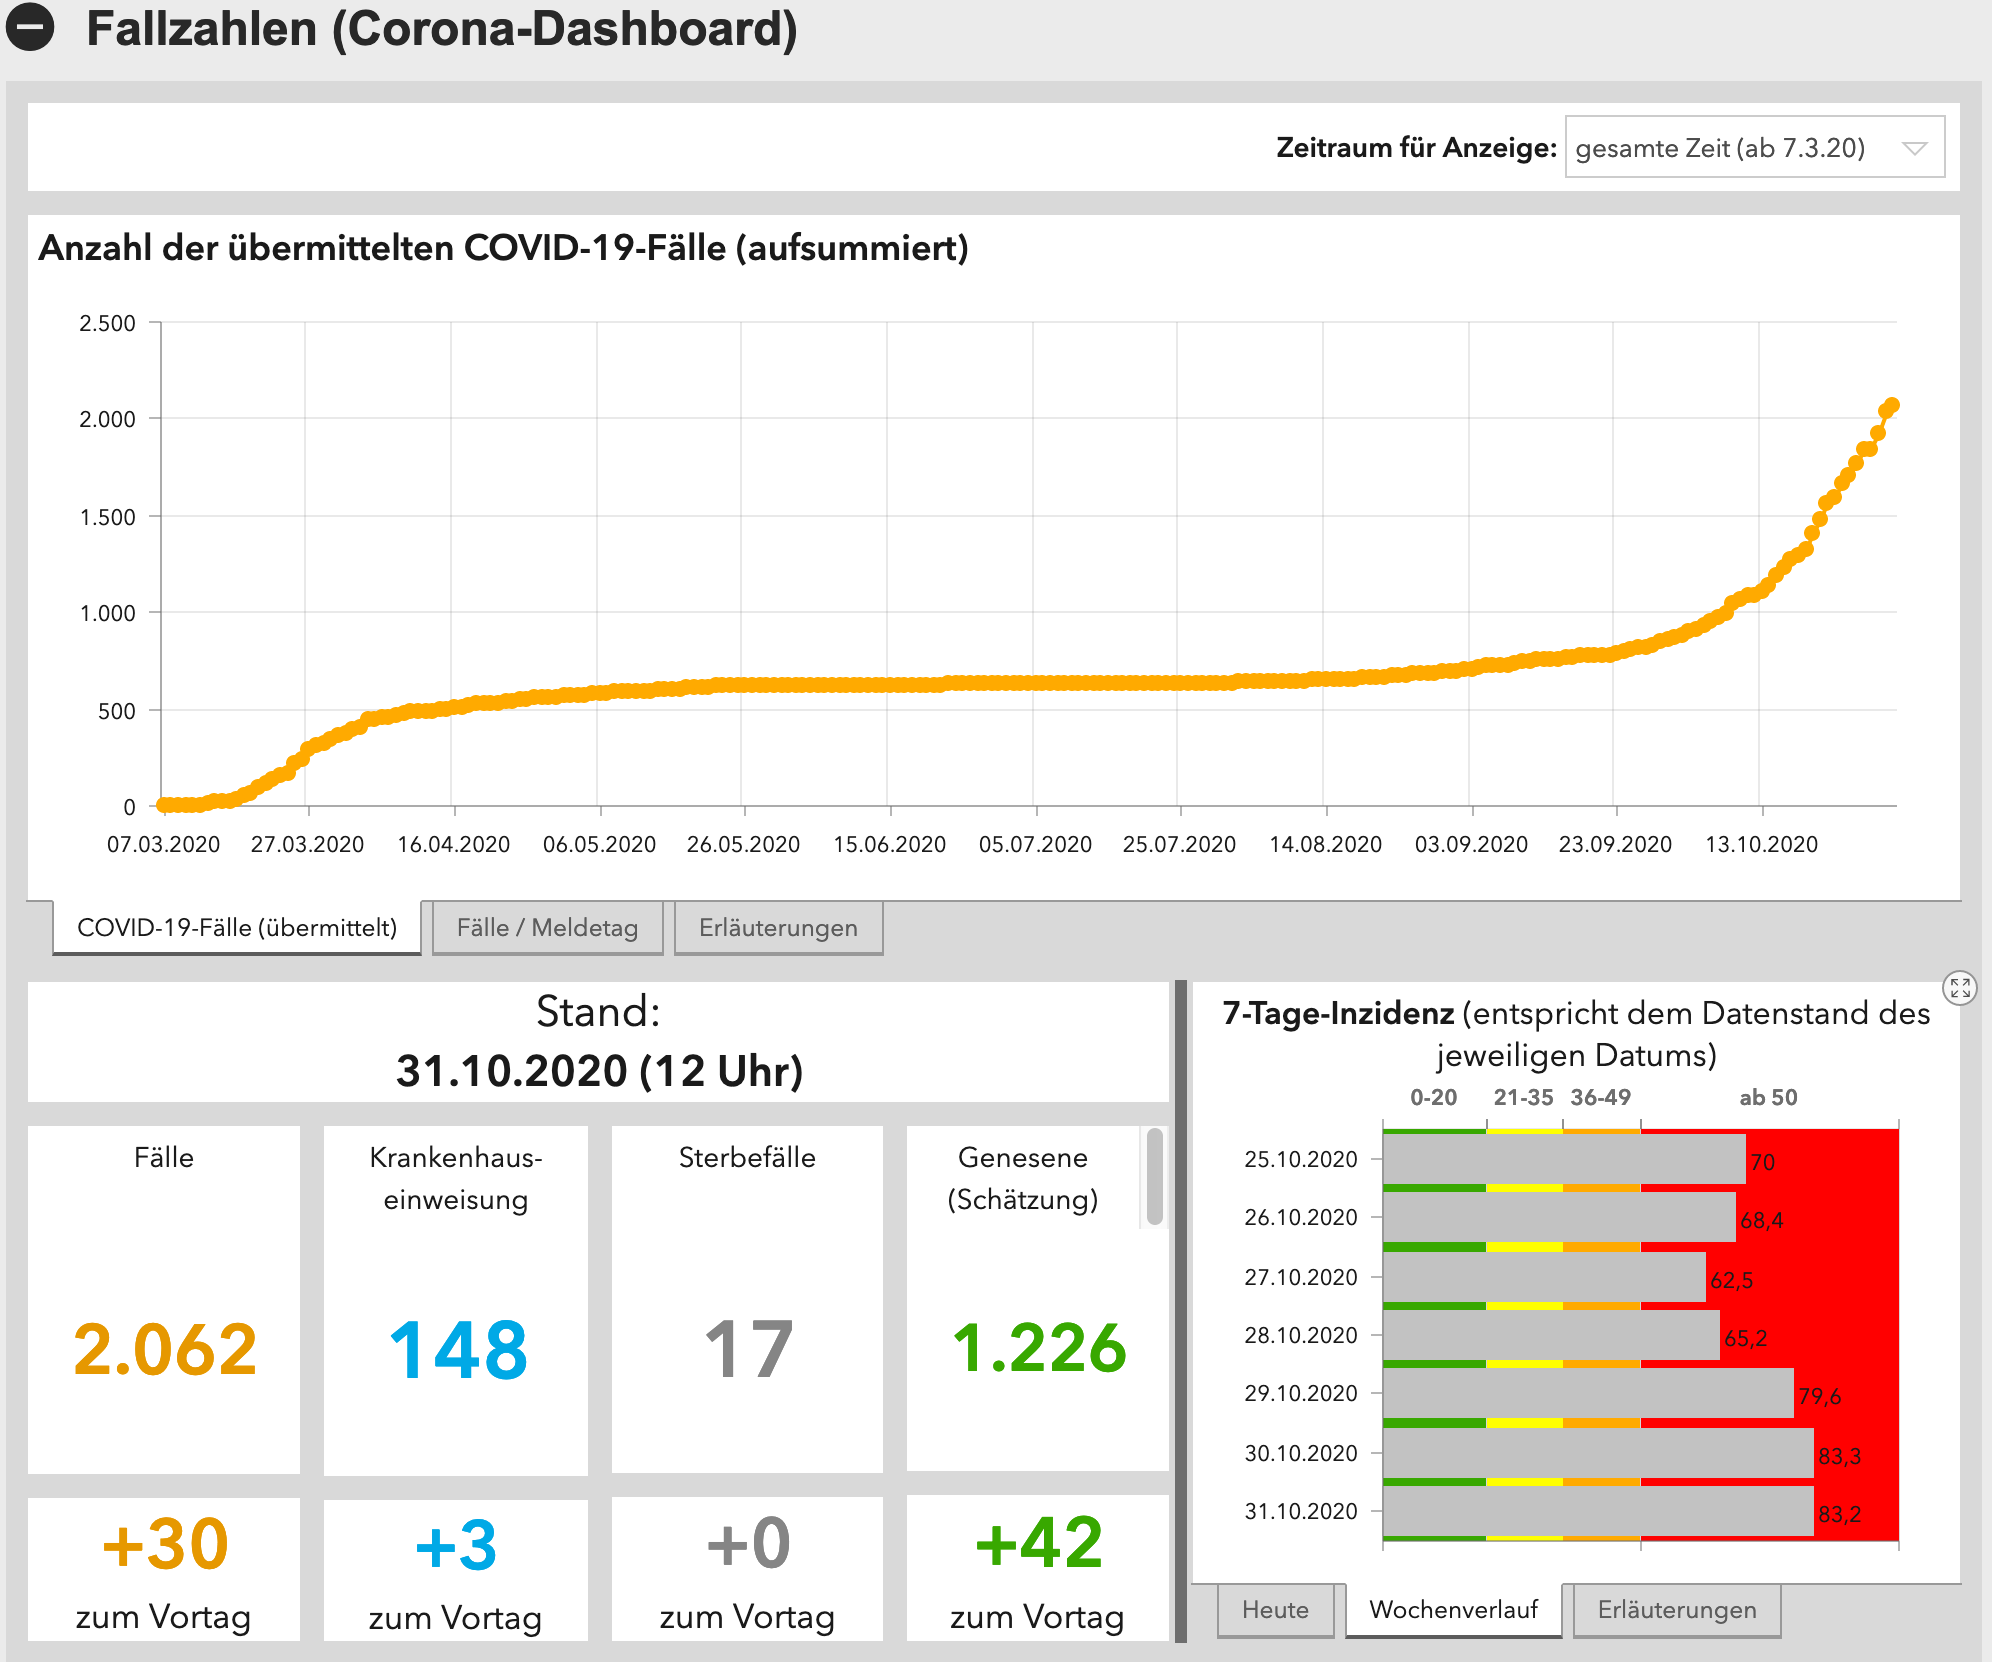 Fallzahlen (Corona-Dashboard)
Zeitraum für Anzeige: gesamte Zeit (ab 7.3.20)
Anzahl der übermittelten COVID-19-Fälle (aufsummiert)
2.500
2.000
1.500
1.000
500
0
07.03.2020 27.03.2020 16.04.2020 06.05.2020 26.05.2020 15.06.2020 05.07.2020 25.07.2020 14.08.2020 03.09.2020 23.09.2020 13.10.2020
COVID-19-Fälle (übermittelt) Fälle / Meldetag Erläuterungen
Stand:
31.10.2020 (12 Uhr)
Fälle
2.062
+30
zum Vortag
Krankenhaus-
einweisung
148
+3
zum Vortag
Sterbefälle
17
+0
zum Vortag
Genesene
(Schätzung)
1.226
+42
zum Vortag
7-Tage-Inzidenz (entspricht dem Datenstand des
jeweiligen Datums)
0-20 21-35 36-49 ab 50
25.10.2020 70
26.10.2020 68,4
27.10.2020 62,5
28.10.2020 65,2
29.10.2020 79,6
30.10.2020 83,3
31.10.2020 83,2
Heute Wochenverlauf Erläuterungen